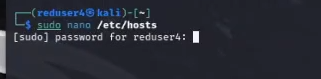 ┌──(reduser4㉿kali)-[~]
└─$ sudo nano /etc/hosts
[sudo] password for reduser4: